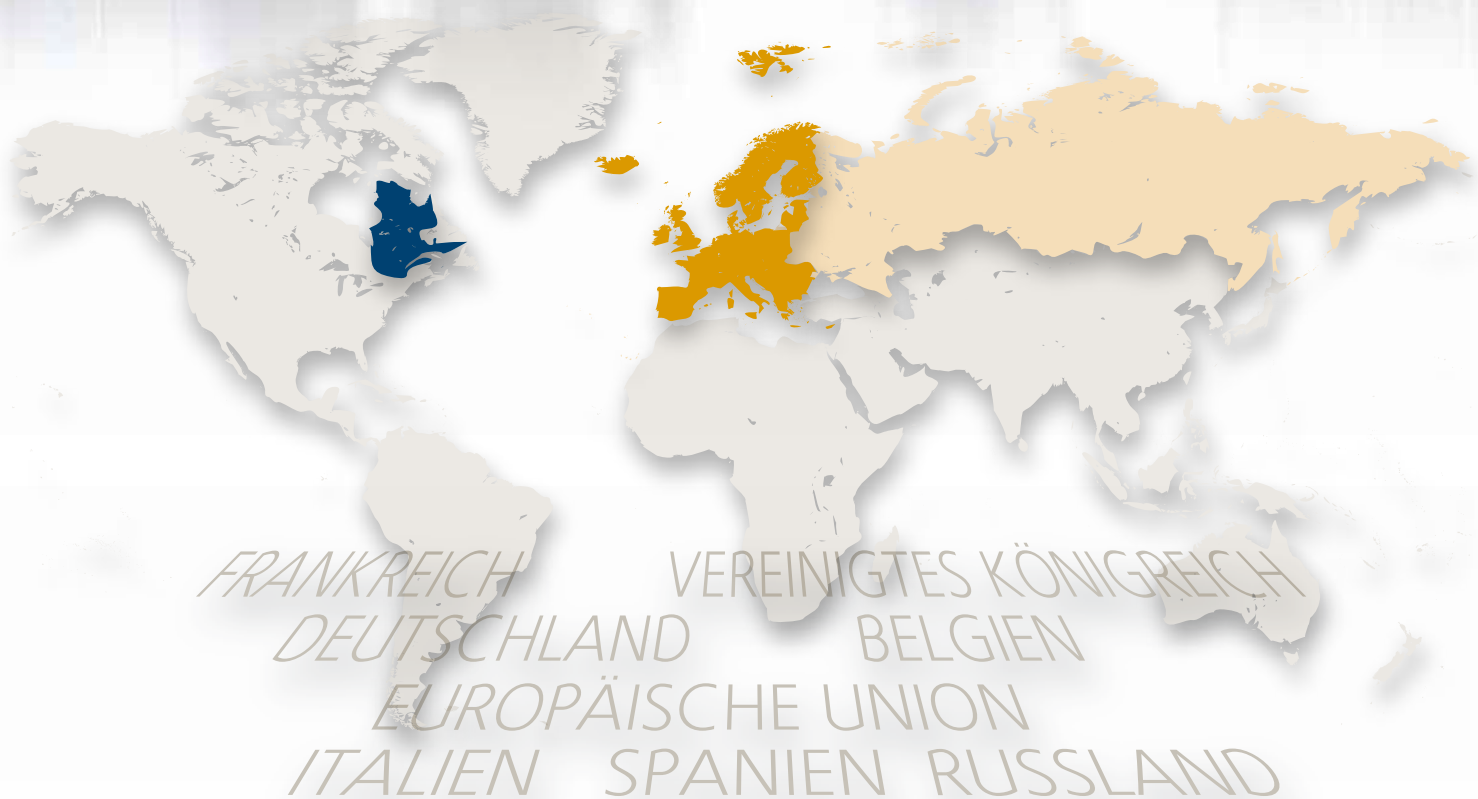 FRANKREICH VEREINIGTES KÖNIGREICH
DEUTSCHLAND BELGIEN
EUROPÄISCHE UNION
ITALIEN SPANIEN RUSSLAND